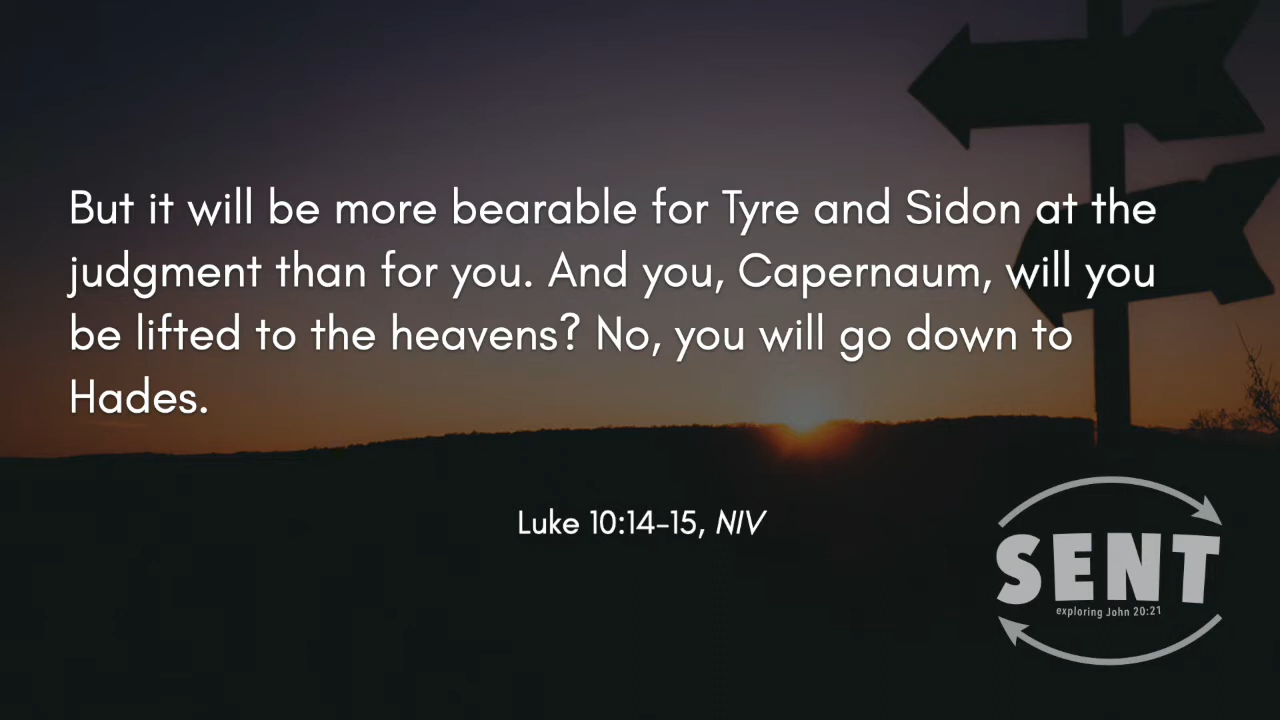 But it will be more bearable for Tyre and Sidon at the
judgment than for you. And you, Capernaum, will you
be lifted to the heavens? No, you will go down to
Hades.
Luke 10:14–15, NIV
SENT
exploring John 20:21